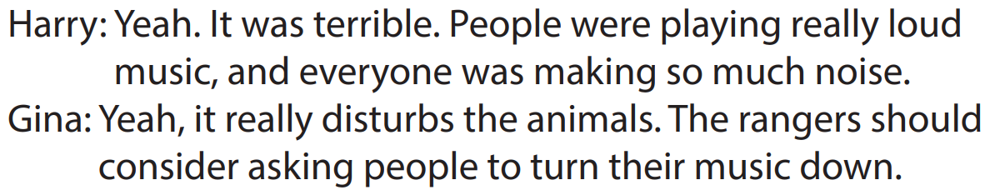 Harry: Yeah. It was terrible. People were playing really loud
music, and everyone was making so much noise.
Gina: Yeah, it really disturbs the animals. The rangers should
consider asking people to turn their music down.